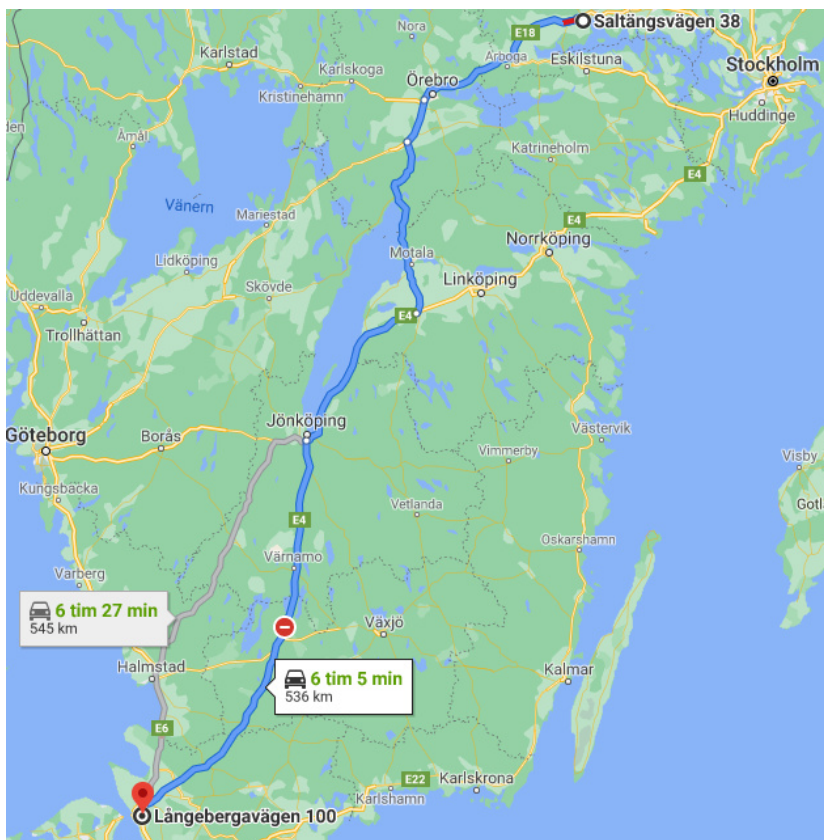 Nora
E18
Saltängsvägen 38
Karlstad
Karlskoga
Arboga
Eskilstuna
Stockholm
Kristinehamn
Örebro
Huddinge
den
Åmål
Katrineholm
E4
Vänern
Mariestad
E4
Norrköping
Motala
Lidköping
Linköping
Skövde
Uddevalla
E4
Trollhättan
Jönköping
Göteborg
Borås
Västervik
Vimmerby
Visby
Kungsbacka
Vetlanda
Gotl
E4
Oskarshamn
Värnamo
Varberg
6 tim 27 min
545 km
Växjö
Halmstad
6 tim 5 min
536 km
Kalmar
E6
E22
Karlskrona
Karlshamn
Långebergavägen 100